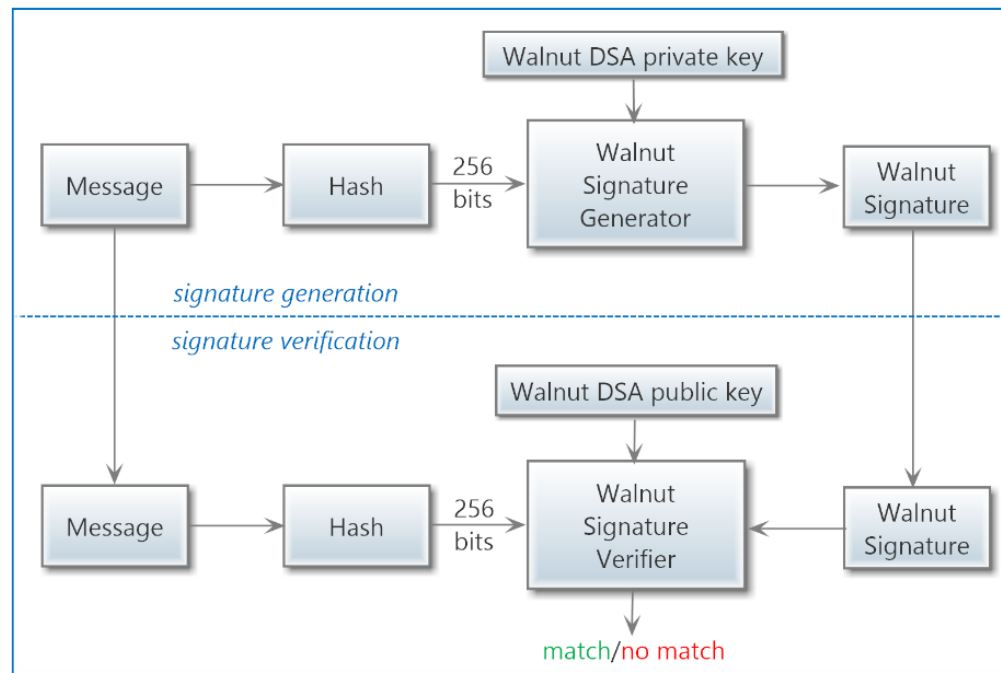 Walnut DSA private key
Message
Hash
256
bits
Walnut
Signature
Generator
Walnut
Signature
signature generation
signature verification
Walnut DSA public key
Message
Hash
256
bits
Walnut
Signature
Verifier
Walnut
Signature
match/no match